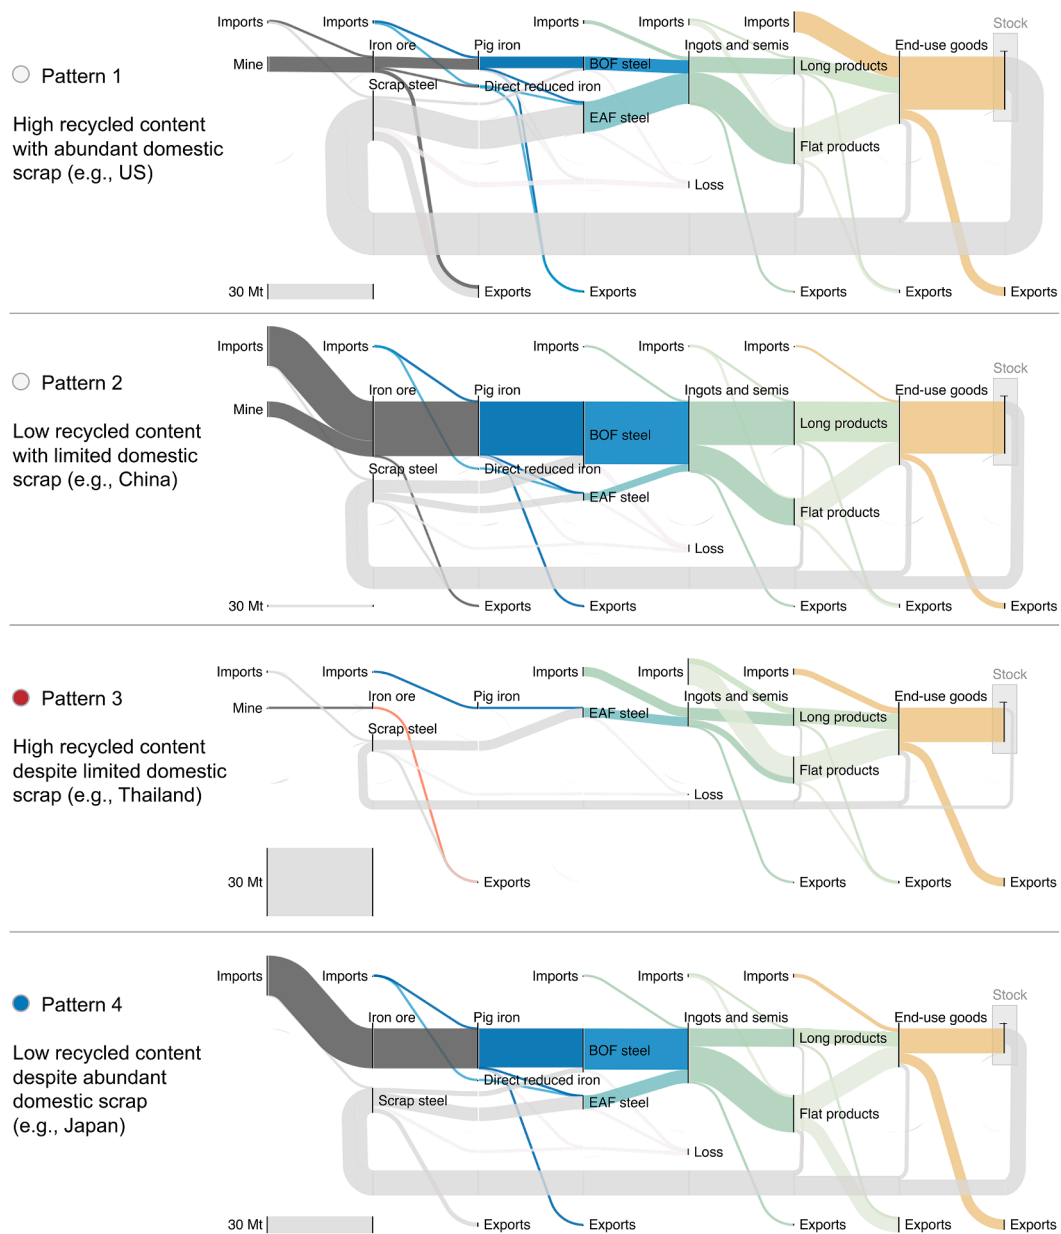 Imports
Imports
Imports
Imports
Imports
Stock
Iron ore
Pig iron
Ingots and semis
End-use goods
Mine
BOF steel
Long products
Pattern 1
Scrap steel
Direct reduced iron
High recycled content
with abundant domestic
scrap (e.g., US)
EAF steel
Flat products
Loss
30 Mt
Exports
Exports
Exports
Exports
Exports
Imports
Imports
Imports
Imports
Imports
Stock
Pattern 2
Iron ore
Pig iron
Ingots and semis
End-use goods
Mine
Long products
Low recycled content
with limited domestic
scrap (e.g., China)
BOF steel
Scrap steel
Direct reduced iron
EAF steel
Flat products
Loss
30 Mt
Exports
Exports
Exports
Exports
Exports
Imports
Imports
Imports
Imports
Imports
Stock
Pattern 3
Iron ore
Pig iron
Ingots and semis
End-use goods
Mine
EAF steel
Long products
Scrap steel
High recycled content
despite limited domestic
scrap (e.g., Thailand)
Flat products
Loss
30 Mt
Exports
Exports
Exports
Exports
Imports
Imports
Imports
Imports
Imports
Stock
Pattern 4
Iron ore
Pig iron
Ingots and semis
End-use goods
Long products
Low recycled content
despite abundant
domestic scrap
(e.g., Japan)
BOF steel
Direct reduced iron
Scrap steel
EAF steel
Flat products
Loss
30 Mt
Exports
Exports
Exports
Exports
Exports